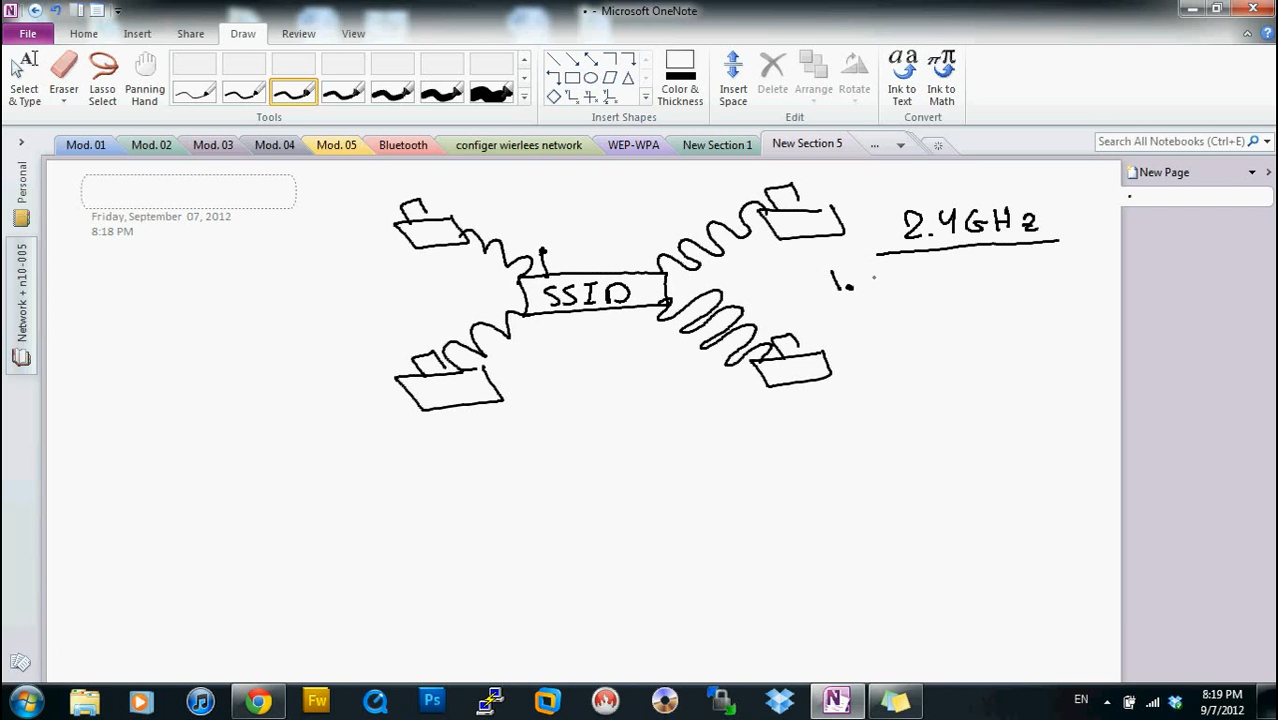 Microsoft OneNote
File Home Insert Share Draw Review View
Select & Type
Eraser
Lasso Select
Panning Hand
Color & Thickness
Insert Space
Delete
Arrange
Rotate
Ink to Text
Ink to Math
Tools
Insert Shapes
Edit
Convert
Mod. 01 Mod. 02 Mod. 03 Mod. 04 Mod. 05 Bluetooth configer wierlees network WEP-WPA New Section 1 New Section 5 ...
Search All Notebooks (Ctrl+E)
Personal
Network + n10-005
New Page
Friday, September 07, 2012
8:18 PM
2.4GHz
1.
SSID
Fw
Ps
EN
8:19 PM
9/7/2012